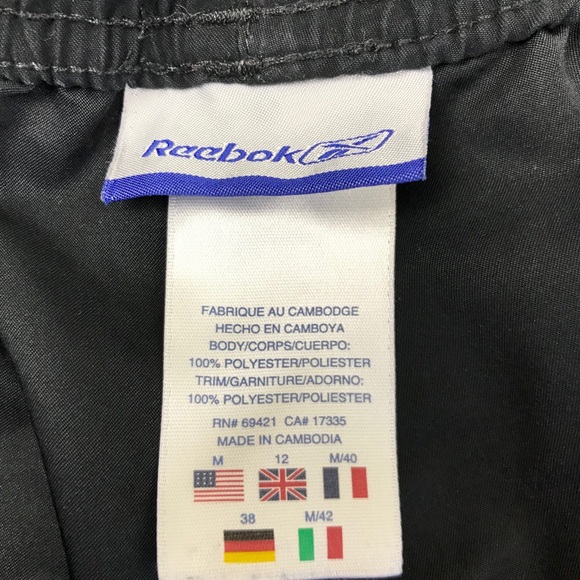 Reebok
FABRIQUE AU CAMBODGE
HECHO EN CAMBOYA
BODY/CORPS/CUERPO:
100% POLYESTER/POLIESTER
TRIM/GARNITURE/ADORNO:
100% POLYESTER/POLIESTER
RN# 69421 CA# 17335
MADE IN CAMBODIA
M 12 M/40
38 M/42